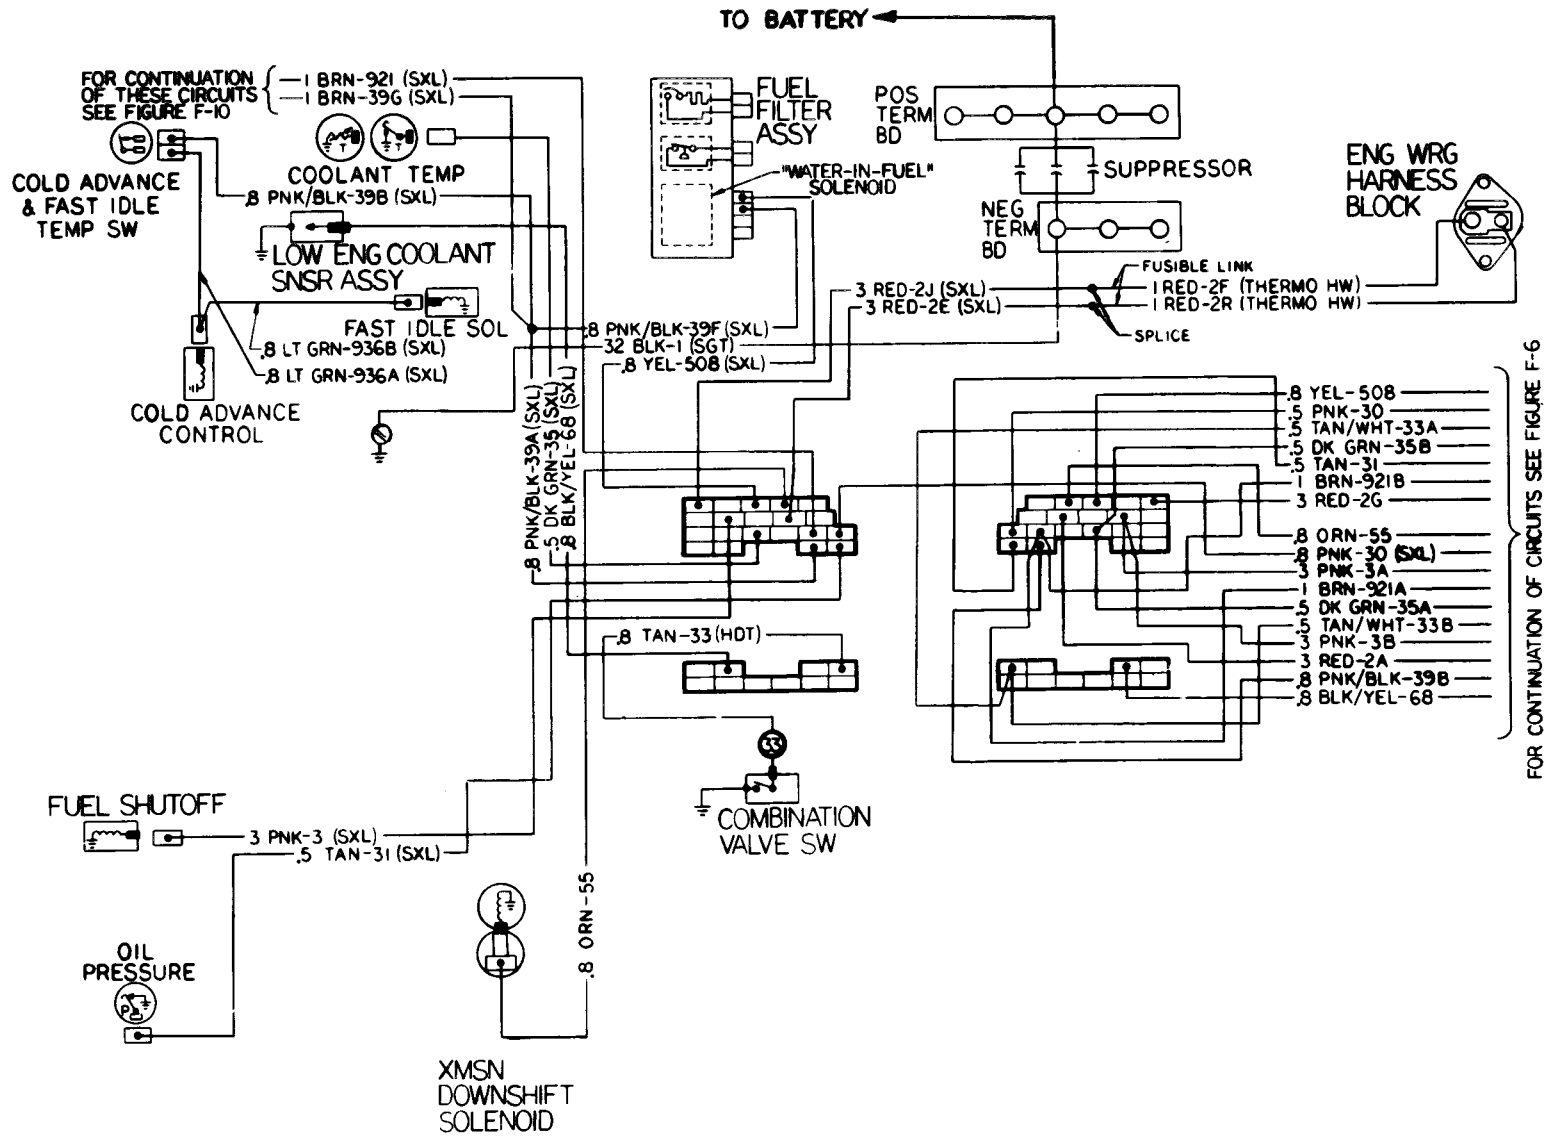 TO BATTERY
FOR CONTINUATION
OF THESE CIRCUITS
SEE FIGURE F-10
1 BRN-921 (SXL)
1 BRN-39G (SXL)
COLD ADVANCE
& FAST IDLE
TEMP SW
T
T
COOLANT TEMP
.8 PNK/BLK-39B (SXL)
LOW ENG COOLANT
SNSR ASSY
FAST IDLE SOL
.8 LT GRN-936B (SXL)
.8 LT GRN-936A (SXL)
COLD ADVANCE
CONTROL
FUEL
FILTER
ASSY
"WATER-IN-FUEL"
SOLENOID
POS
TERM
BD
SUPPRESSOR
NEG
TERM
BD
ENG WRG
HARNESS
BLOCK
FUSIBLE LINK
3 RED-2J (SXL)
1 RED-2F (THERMO HW)
3 RED-2E (SXL)
1 RED-2R (THERMO HW)
SPLICE
.8 PNK/BLK-39F (SXL)
32 BLK-1 (SGT)
.8 YEL-508 (SXL)
.8 PNK/BLK-39A (SXL)
.5 DK GRN-35 (SXL)
.8 BLK/YEL-68 (SXL)
.8 YEL-508
.5 PNK-30
.5 TAN/WHT-33A
.5 DK GRN-35B
.5 TAN-31
1 BRN-921B
3 RED-2G
.8 ORN-55
.8 PNK-30 (SXL)
3 PNK-3A
1 BRN-921A
.5 DK GRN-35A
.5 TAN/WHT-33B
3 PNK-3B
3 RED-2A
.8 PNK/BLK-39B
.8 BLK/YEL-68
FOR CONTINUATION OF CIRCUITS SEE FIGURE F-6
.8 TAN-33 (HDT)
33
COMBINATION
VALVE SW
FUEL SHUTOFF
3 PNK-3 (SXL)
.5 TAN-31 (SXL)
.8 ORN-55
OIL
PRESSURE
P
XMSN
DOWNSHIFT
SOLENOID